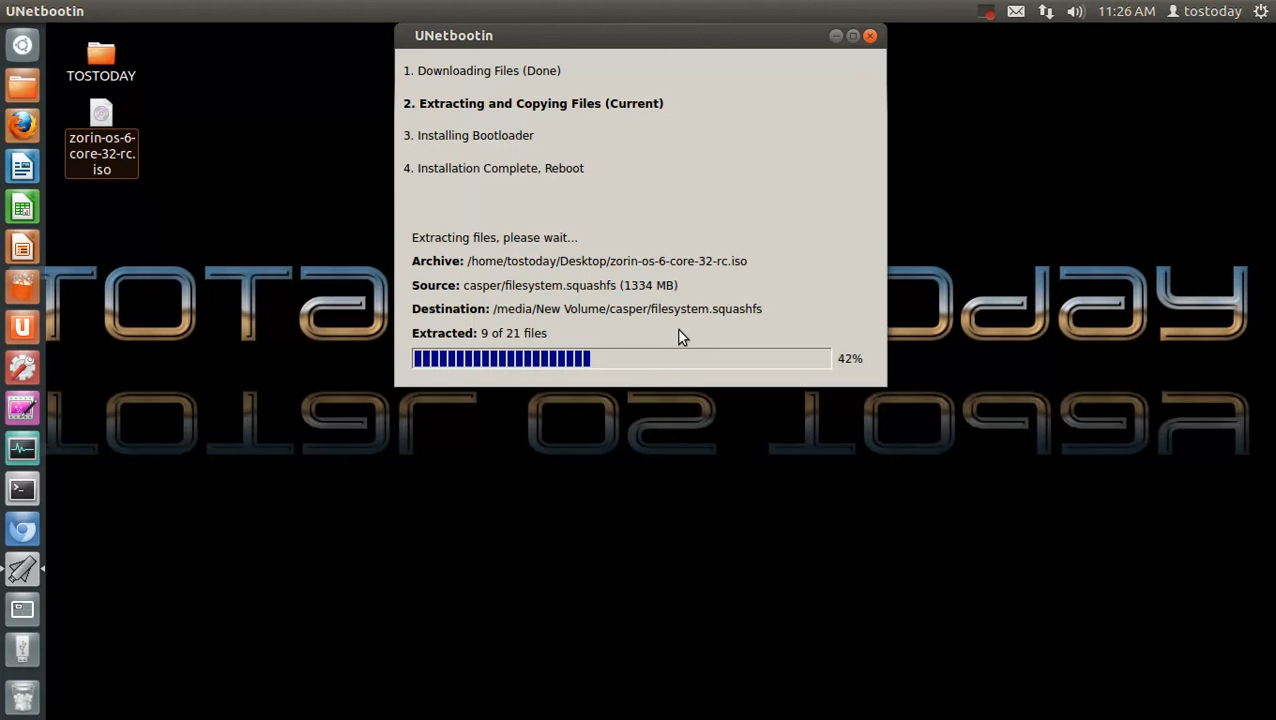 UNetbootin
11:26 AM
tostoday
TOSTODAY
zorin-os-6-
core-32-rc.
iso
UNetbootin
1. Downloading Files (Done)
2. Extracting and Copying Files (Current)
3. Installing Bootloader
4. Installation Complete, Reboot
Extracting files, please wait...
Archive: /home/tostoday/Desktop/zorin-os-6-core-32-rc.iso
Source: casper/filesystem.squashfs (1334 MB)
Destination: /media/New Volume/casper/filesystem.squashfs
Extracted: 9 of 21 files
42%